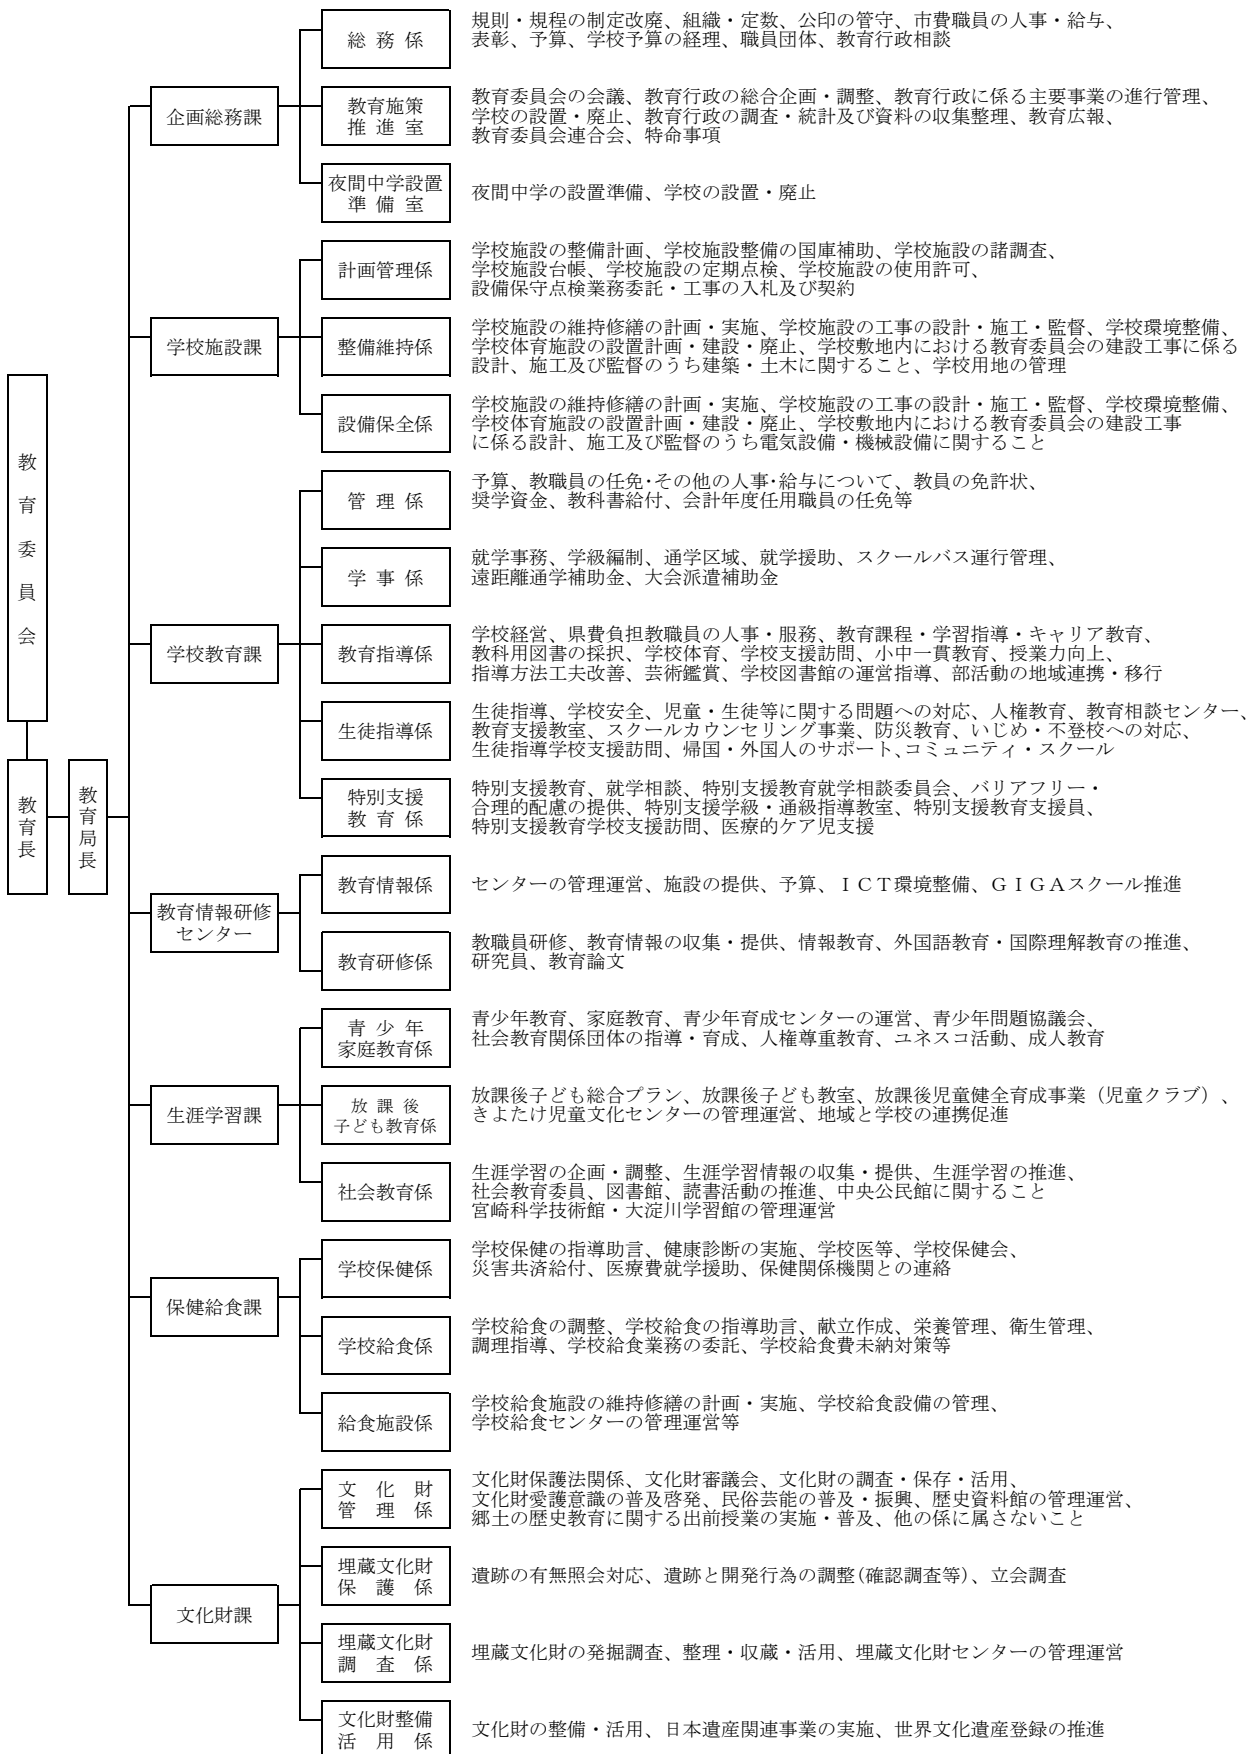 教育委員会
教育長
教育局長
企画総務課
総務係
規則・規程の制定改廃、組織・定数、公印の管守、市費職員の人事・給与、
表彰、予算、学校予算の経理、職員団体、教育行政相談
教育施策
推進室
教育委員会の会議、教育行政の総合企画・調整、教育行政に係る主要事業の進行管理、
学校の設置・廃止、教育行政の調査・統計及び資料の収集整理、教育広報、
教育委員会連合会、特命事項
夜間中学設置
準備室
夜間中学の設置準備、学校の設置・廃止
学校施設課
計画管理係
学校施設の整備計画、学校施設整備の国庫補助、学校施設の諸調査、
学校施設台帳、学校施設の定期点検、学校施設の使用許可、
設備保守点検業務委託・工事の入札及び契約
整備維持係
学校施設の維持修繕の計画・実施、学校施設の工事の設計・施工・監督、学校環境整備、
学校体育施設の設置計画・建設・廃止、学校敷地内における教育委員会の建設工事に係る
設計、施工及び監督のうち建築・土木に関すること、学校用地の管理
設備保全係
学校施設の維持修繕の計画・実施、学校施設の工事の設計・施工・監督、学校環境整備、
学校体育施設の設置計画・建設・廃止、学校敷地内における教育委員会の建設工事
に係る設計、施工及び監督のうち電気設備・機械設備に関すること
学校教育課
管理係
予算、教職員の任免・その他の人事・給与について、教員の免許状、
奨学資金、教科書給付、会計年度任用職員の任免等
学事係
就学事務、学級編制、通学区域、就学援助、スクールバス運行管理、
遠距離通学補助金、大会派遣補助金
教育指導係
学校経営、県費負担教職員の人事・服務、教育課程・学習指導・キャリア教育、
教科用図書の採択、学校体育、学校支援訪問、小中一貫教育、授業力向上、
指導方法工夫改善、芸術鑑賞、学校図書館の運営指導、部活動の地域連携・移行
生徒指導係
生徒指導、学校安全、児童・生徒等に関する問題への対応、人権教育、教育相談センター、
教育支援教室、スクールカウンセリング事業、防災教育、いじめ・不登校への対応、
生徒指導学校支援訪問、帰国・外国人のサポート、コミュニティ・スクール
特別支援
教育係
特別支援教育、就学相談、特別支援教育就学相談委員会、バリアフリー・
合理的配慮の提供、特別支援学級・通級指導教室、特別支援教育支援員、
特別支援教育学校支援訪問、医療的ケア児支援
教育情報研修
センター
教育情報係
センターの管理運営、施設の提供、予算、ＩＣＴ環境整備、ＧＩＧＡスクール推進
教育研修係
教職員研修、教育情報の収集・提供、情報教育、外国語教育・国際理解教育の推進、
研究員、教育論文
生涯学習課
青少年
家庭教育係
青少年教育、家庭教育、青少年育成センターの運営、青少年問題協議会、
社会教育関係団体の指導・育成、人権尊重教育、ユネスコ活動、成人教育
放課後
子ども教育係
放課後子ども総合プラン、放課後子ども教室、放課後児童健全育成事業（児童クラブ）、
きよたけ児童文化センターの管理運営、地域と学校の連携促進
社会教育係
生涯学習の企画・調整、生涯学習情報の収集・提供、生涯学習の推進、
社会教育委員、図書館、読書活動の推進、中央公民館に関すること
宮崎科学技術館・大淀川学習館の管理運営
保健給食課
学校保健係
学校保健の指導助言、健康診断の実施、学校医等、学校保健会、
災害共済給付、医療費就学援助、保健関係機関との連絡
学校給食係
学校給食の調整、学校給食の指導助言、献立作成、栄養管理、衛生管理、
調理指導、学校給食業務の委託、学校給食費未納対策等
給食施設係
学校給食施設の維持修繕の計画・実施、学校給食設備の管理、
学校給食センターの管理運営等
文化財課
文化財
管理係
文化財保護法関係、文化財審議会、文化財の調査・保存・活用、
文化財愛護意識の普及啓発、民俗芸能の普及・振興、歴史資料館の管理運営、
郷土の歴史教育に関する出前授業の実施・普及、他の係に属さないこと
埋蔵文化財
保護係
遺跡の有無照会対応、遺跡と開発行為の調整(確認調査等)、立会調査
埋蔵文化財
調査係
埋蔵文化財の発掘調査、整理・収蔵・活用、埋蔵文化財センターの管理運営
文化財整備
活用係
文化財の整備・活用、日本遺産関連事業の実施、世界文化遺産登録の推進